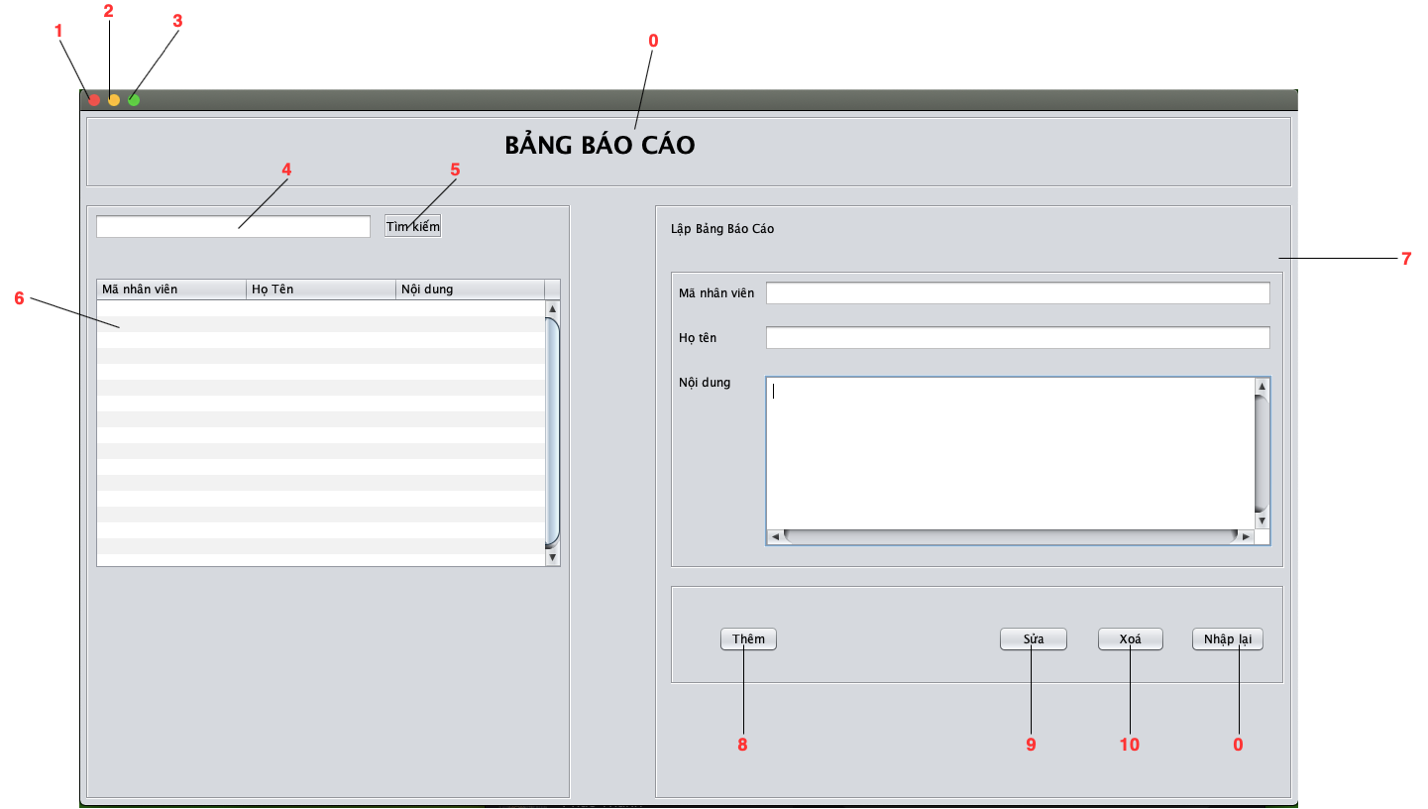 1
2
3
0
BẢNG BÁO CÁO
4
5
Tìm kiếm
Lập Bảng Báo Cáo
7
6
Mã nhân viên Họ Tên Nội dung
Mã nhân viên
Họ tên
Nội dung
Thêm Sửa Xoá Nhập lại
8 9 10 0